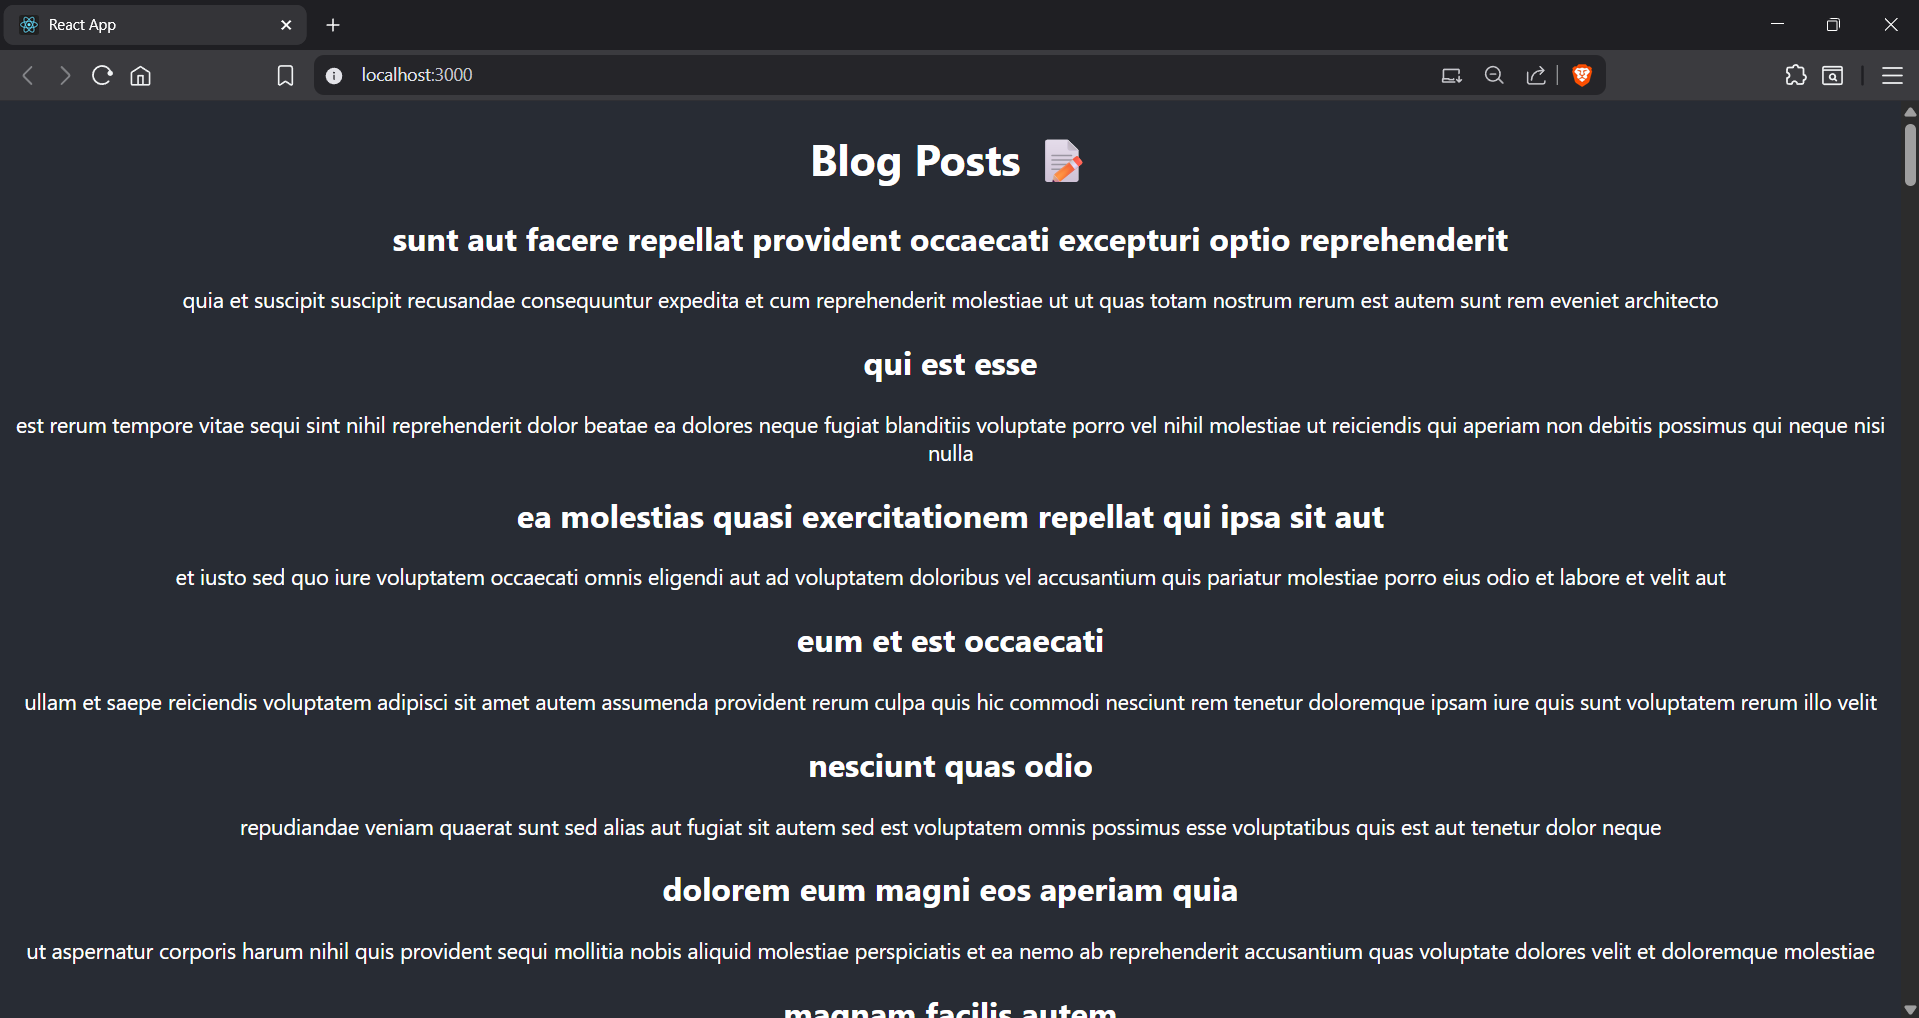 React App
localhost:3000
Blog Posts 📝
sunt aut facere repellat provident occaecati excepturi optio reprehenderit
quia et suscipit suscipit recusandae consequuntur expedita et cum reprehenderit molestiae ut ut quas totam nostrum rerum est autem sunt rem eveniet architecto
qui est esse
est rerum tempore vitae sequi sint nihil reprehenderit dolor beatae ea dolores neque fugiat blanditiis voluptate porro vel nihil molestiae ut reiciendis qui aperiam non debitis possimus qui neque nisi
nulla
ea molestias quasi exercitationem repellat qui ipsa sit aut
et iusto sed quo iure voluptatem occaecati omnis eligendi aut ad voluptatem doloribus vel accusantium quis pariatur molestiae porro eius odio et labore et velit aut
eum et est occaecati
ullam et saepe reiciendis voluptatem adipisci sit amet autem assumenda provident rerum culpa quis hic commodi nesciunt rem tenetur doloremque ipsam iure quis sunt voluptatem rerum illo velit
nesciunt quas odio
repudiandae veniam quaerat sunt sed alias aut fugiat sit autem sed est voluptatem omnis possimus esse voluptatibus quis est aut tenetur dolor neque
dolorem eum magni eos aperiam quia
ut aspernatur corporis harum nihil quis provident sequi mollitia nobis aliquid molestiae perspiciatis et ea nemo ab reprehenderit accusantium quas voluptate dolores velit et doloremque molestiae
magnam facilis autem